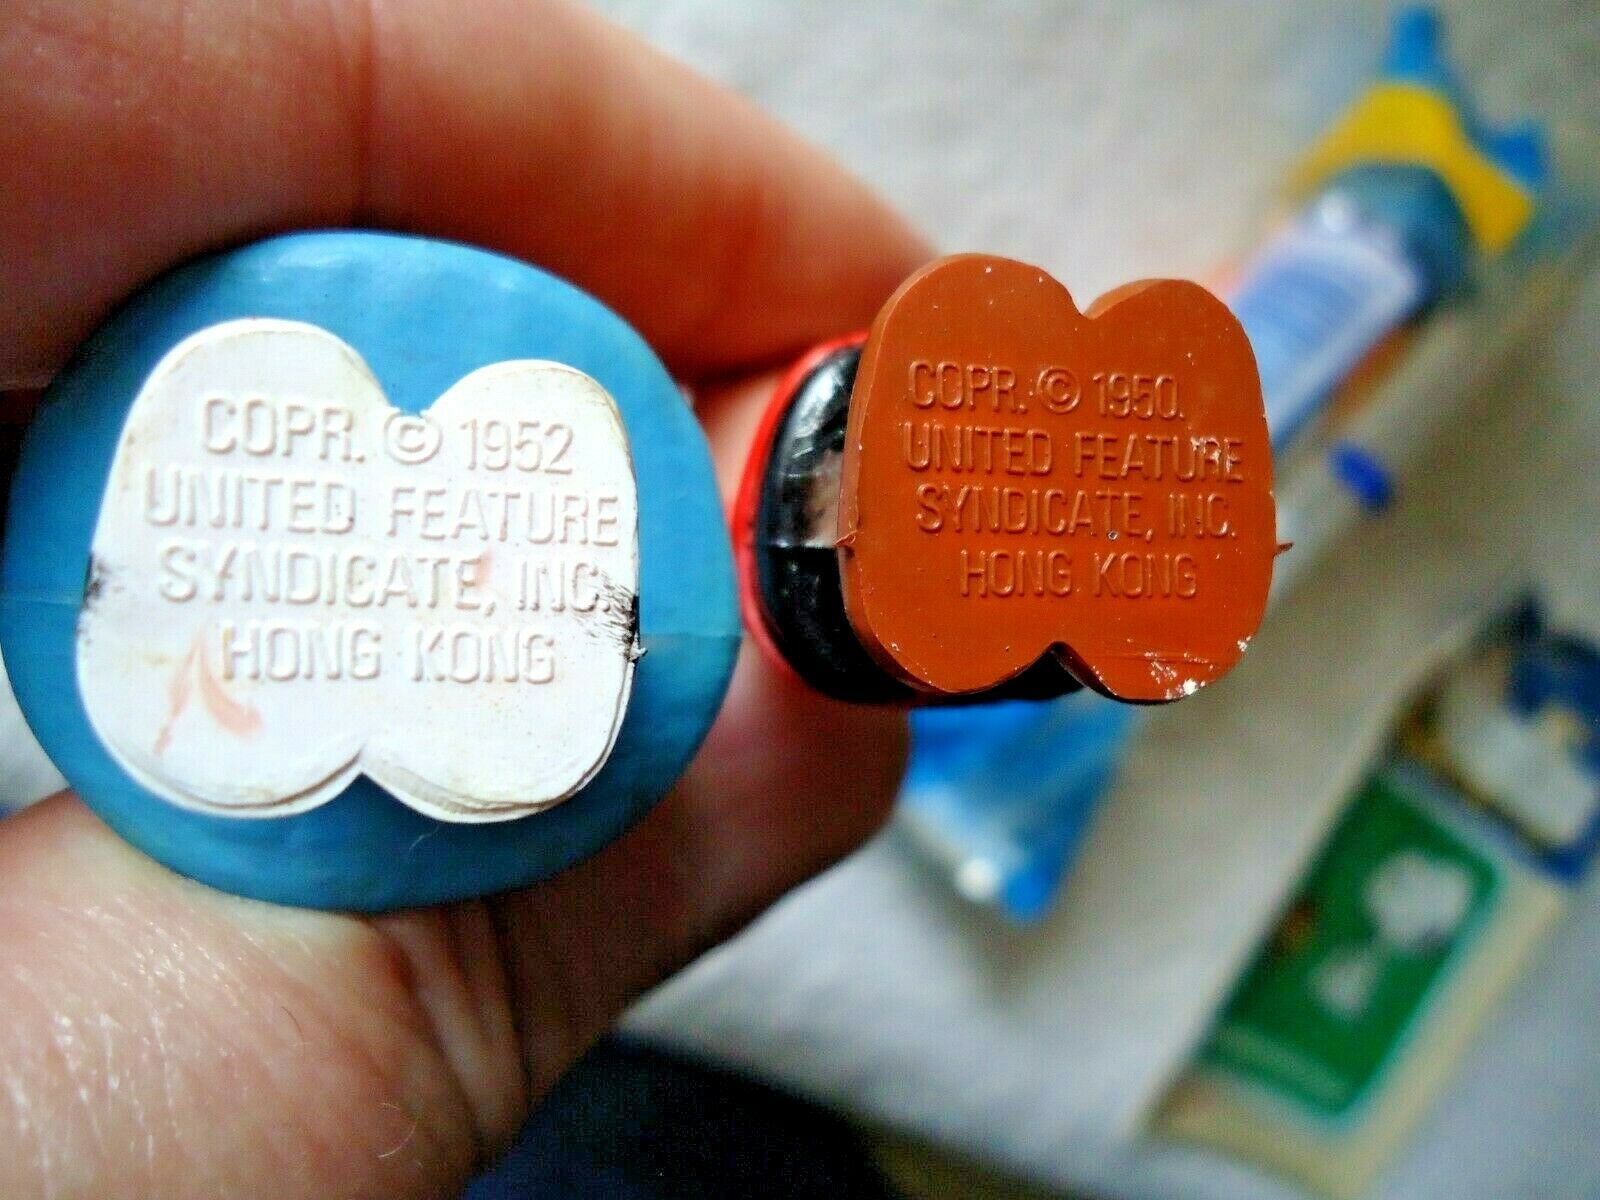 COPR. © 1952
UNITED FEATURE
SYNDICATE, INC.
HONG KONG
COPR. © 1950.
UNITED FEATURE
SYNDICATE, INC.
HONG KONG